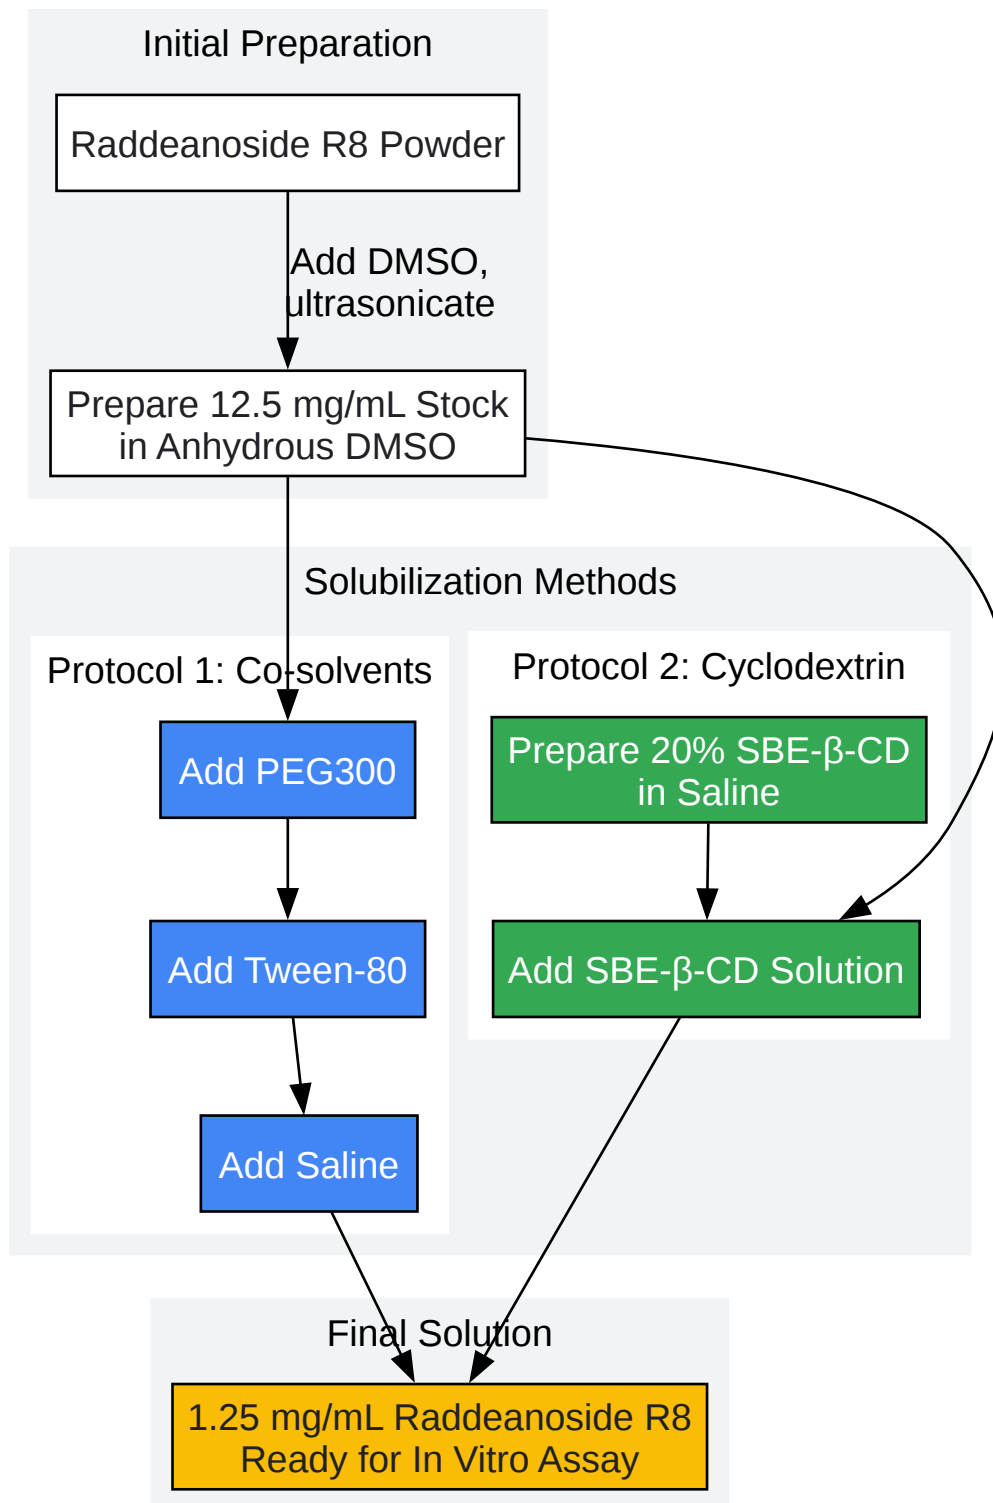 Initial Preparation
Raddeanoside R8 Powder
Add DMSO,
ultrasonicate
Prepare 12.5 mg/mL Stock
in Anhydrous DMSO
Solubilization Methods
Protocol 1: Co-solvents
Add PEG300
Add Tween-80
Add Saline
Protocol 2: Cyclodextrin
Prepare 20% SBE-β-CD
in Saline
Add SBE-β-CD Solution
Final Solution
1.25 mg/mL Raddeanoside R8
Ready for In Vitro Assay